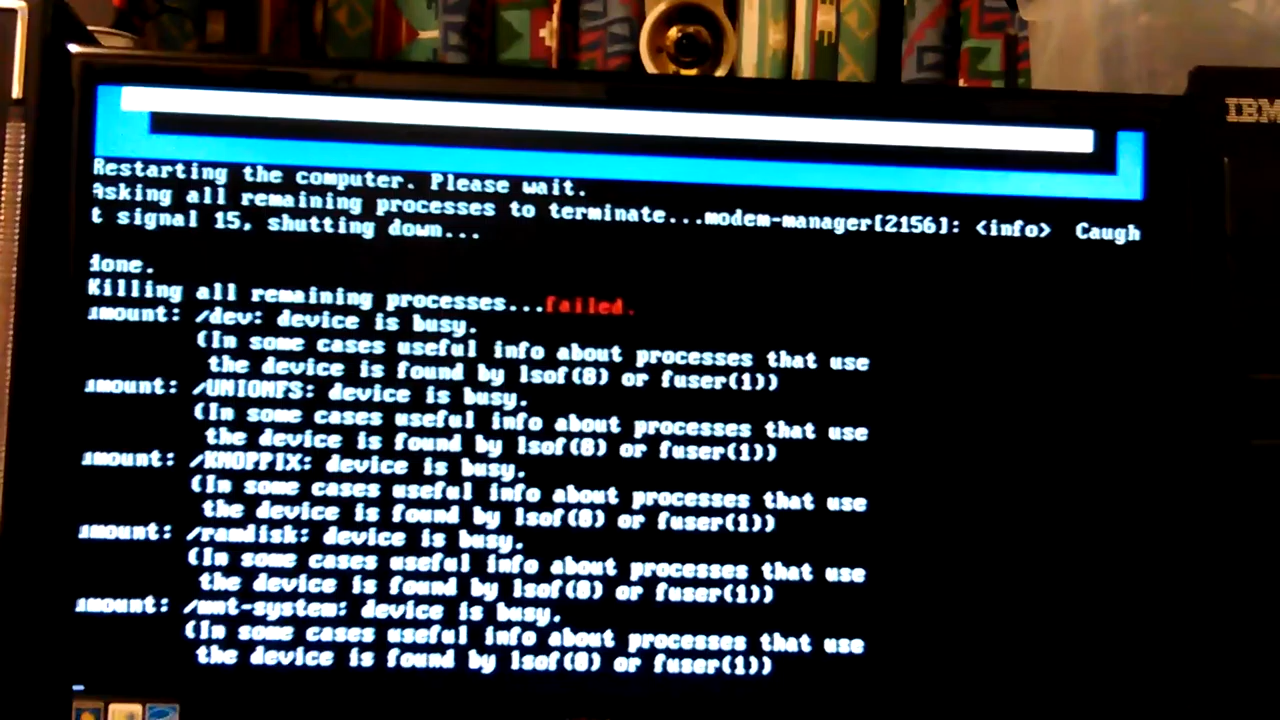 IBM
Restarting the computer. Please wait.
Asking all remaining processes to terminate...modem-manager[2156]: <info>  Caugh
t signal 15, shutting down...
done.
Killing all remaining processes...failed.
umount: /dev: device is busy.
(In some cases useful info about processes that use
the device is found by lsof(8) or fuser(1))
umount: /UNIONFS: device is busy.
(In some cases useful info about processes that use
the device is found by lsof(8) or fuser(1))
umount: /KNOPPIX: device is busy.
(In some cases useful info about processes that use
the device is found by lsof(8) or fuser(1))
umount: /ramdisk: device is busy.
(In some cases useful info about processes that use
the device is found by lsof(8) or fuser(1))
umount: /mnt-system: device is busy.
(In some cases useful info about processes that use
the device is found by lsof(8) or fuser(1))